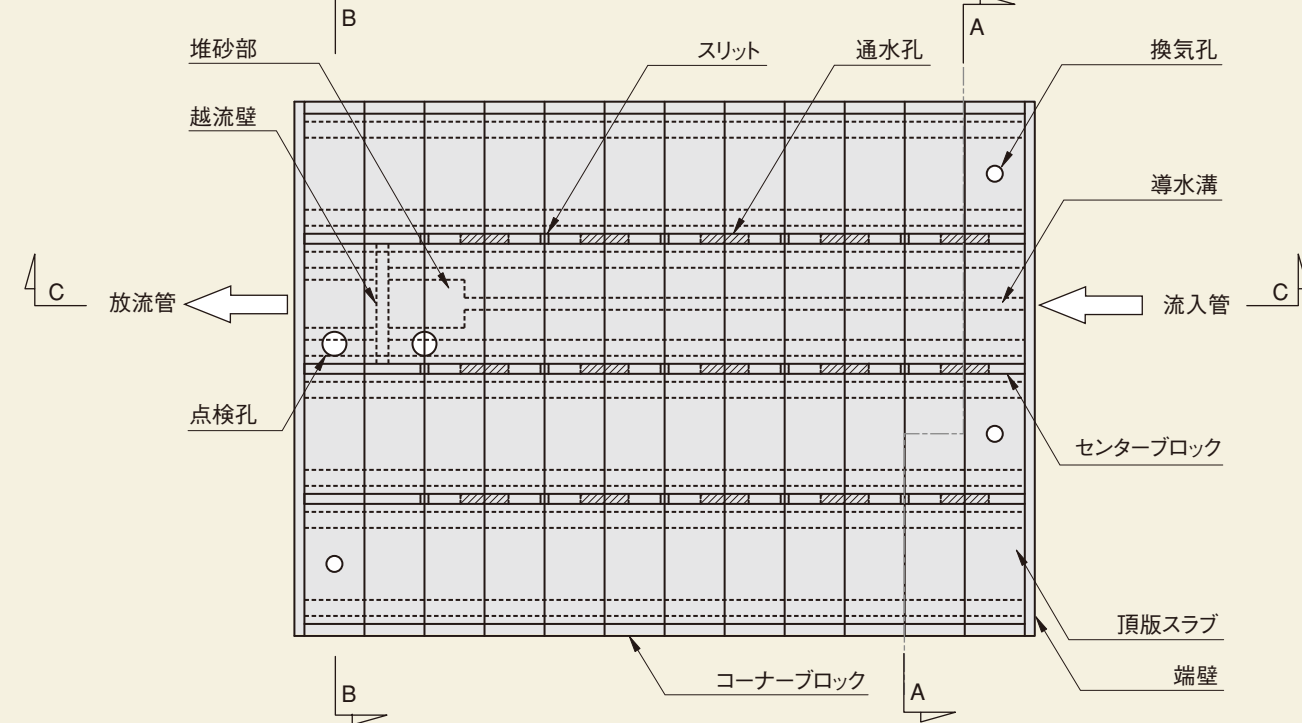 B
A
堆砂部
スリット
通水孔
換気孔
越流壁
導水溝
C
放流管
流入管
C
点検孔
センターブロック
頂版スラブ
コーナーブロック
端壁
B
A